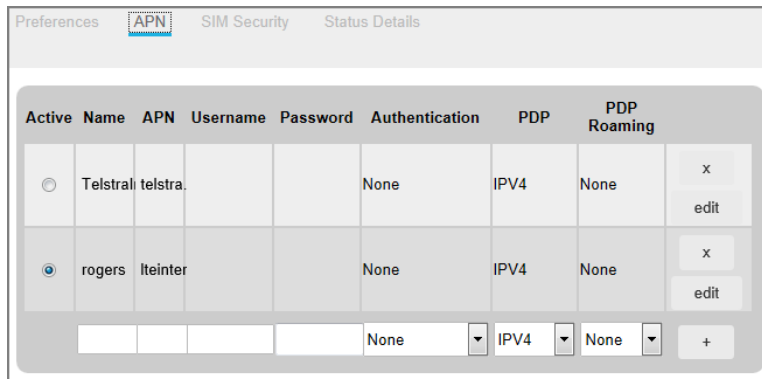 Preferences APN SIM Security Status Details
Active Name APN Username Password Authentication PDP PDP Roaming
Telstral telstra. None IPV4 None x
edit
rogers lteinter None IPV4 None x
edit
None IPV4 None +